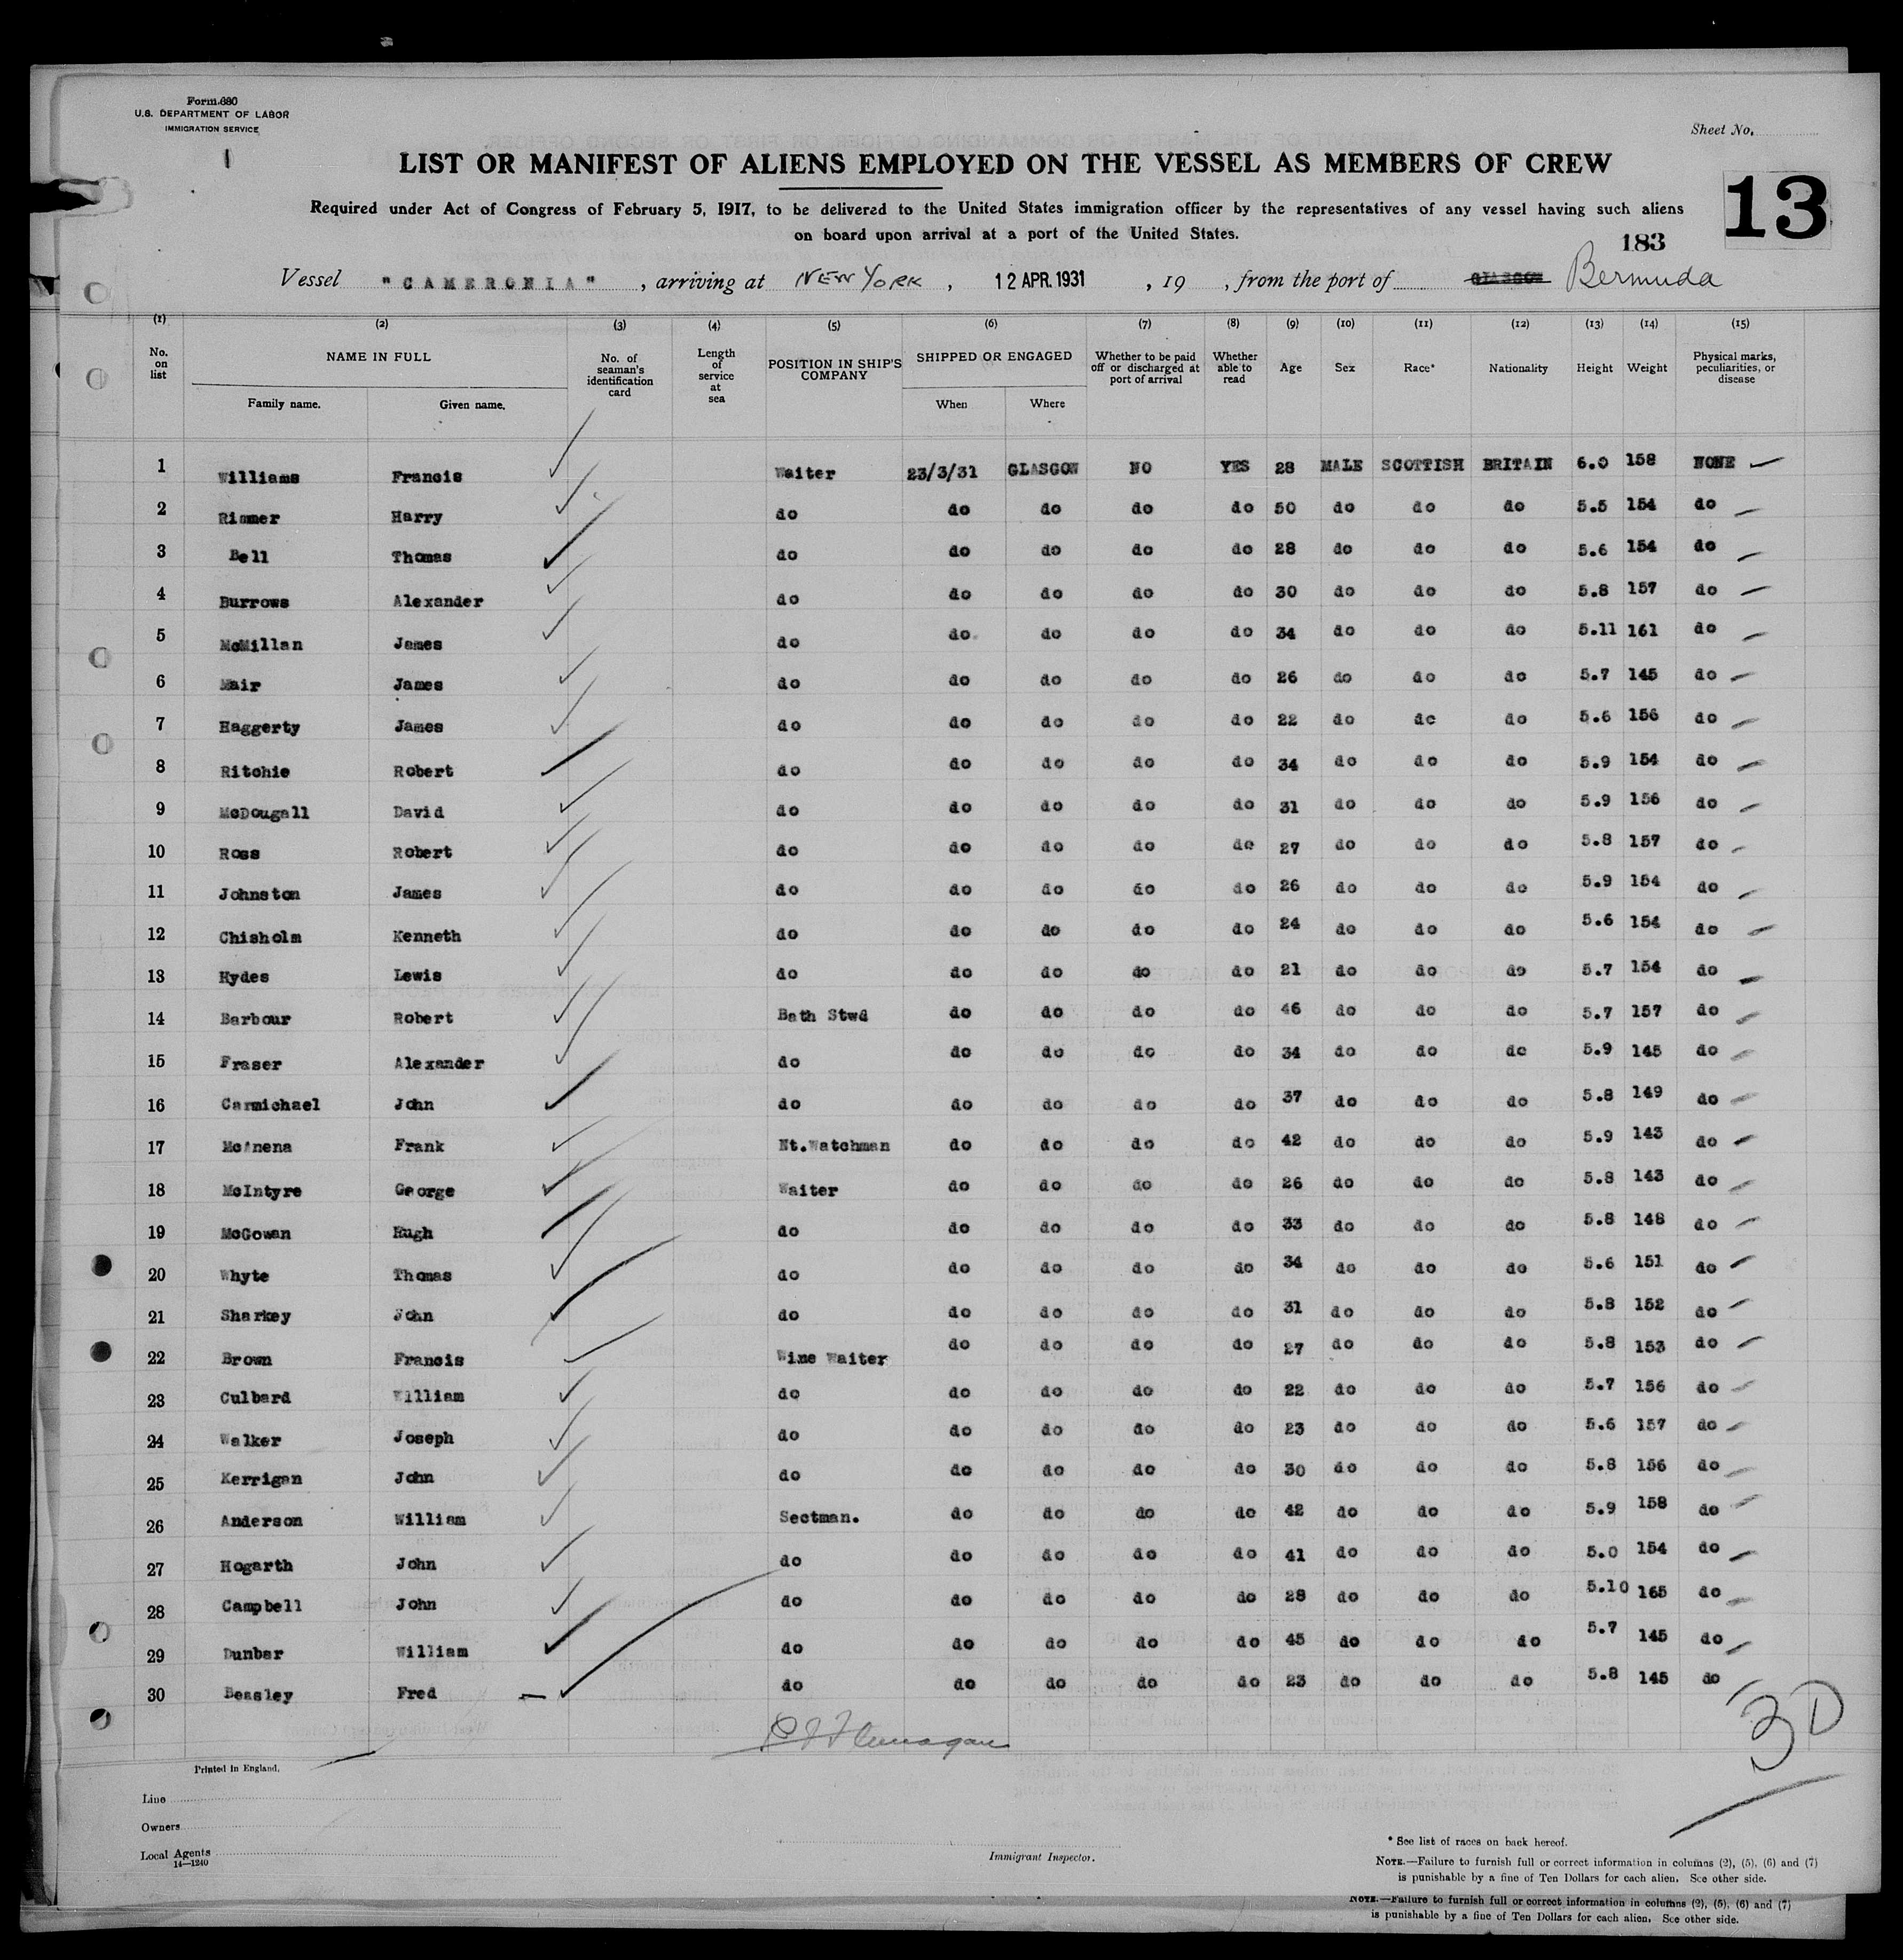 Form 680
U.S. DEPARTMENT OF LABOR
IMMIGRATION SERVICE
Sheet No.
LIST OR MANIFEST OF ALIENS EMPLOYED ON THE VESSEL AS MEMBERS OF CREW
13
Required under Act of Congress of February 5, 1917, to be delivered to the United States immigration officer by the representatives of any vessel having such aliens
on board upon arrival at a port of the United States.
183
Vessel "CAMERONIA", arriving at NEW YORK, 12 APR. 1931, 19 , from the port of GLASGOW Bermuda
(1) (2) (3) (4) (5) (6) (7) (8) (9) (10) (11) (12) (13) (14) (15)
No. on list NAME IN FULL Family name. Given name. No. of seaman's identification card Length of service at sea POSITION IN SHIP'S COMPANY SHIPPED OR ENGAGED When Where Whether to be paid off or discharged at port of arrival Whether able to read Age Sex Race* Nationality Height Weight Physical marks, peculiarities, or disease
1 Williams Francis Waiter 23/3/31 GLASGOW NO YES 28 MALE SCOTTISH BRITAIN 6.0 158 NONE
2 Rimmer Harry do do do do do 50 do do do 5.5 154 do
3 Bell Thomas do do do do do 28 do do do 5.6 154 do
4 Burrows Alexander do do do do do 30 do do do 5.8 157 do
5 McMillan James do do do do do 34 do do do 5.11 161 do
6 Mair James do do do do do 26 do do do 5.7 145 do
7 Haggerty James do do do do do 22 do do do 5.6 156 do
8 Ritchie Robert do do do do do 34 do do do 5.9 154 do
9 McDougall David do do do do do 31 do do do 5.9 156 do
10 Ross Robert do do do do do 27 do do do 5.8 157 do
11 Johnston James do do do do do 26 do do do 5.9 154 do
12 Chisholm Kenneth do do do do do 24 do do do 5.6 154 do
13 Hydes Lewis do do do do do 21 do do do 5.7 154 do
14 Barbour Robert Bath Stwd do do do do 46 do do do 5.7 157 do
15 Fraser Alexander do do do do do 34 do do do 5.9 145 do
16 Carmichael John do do do do do 37 do do do 5.8 149 do
17 McAnena Frank Nt.Watchman do do do do 42 do do do 5.9 143 do
18 McIntyre George Waiter do do do do 26 do do do 5.8 143 do
19 McGowan Hugh do do do do do 33 do do do 5.8 148 do
20 Whyte Thomas do do do do do 34 do do do 5.6 151 do
21 Sharkey John do do do do do 31 do do do 5.8 152 do
22 Brown Francis Wine Waiter do do do do 27 do do do 5.8 153 do
23 Culbard William do do do do do 22 do do do 5.7 156 do
24 Walker Joseph do do do do do 23 do do do 5.6 157 do
25 Kerrigan John do do do do do 30 do do do 5.8 156 do
26 Anderson William Sectman. do do do do 42 do do do 5.9 158 do
27 Hogarth John do do do do do 41 do do do 5.0 154 do
28 Campbell John do do do do do 28 do do do 5.10 165 do
29 Dunbar William do do do do do 45 do do do 5.7 145 do
30 Beasley Fred do do do do do 23 do do do 5.8 145 do
Flannagan
Printed in England.
Line
Owners
Local Agents
14—1240
Immigrant Inspector.
* See list of races on back hereof.
NOTE.—Failure to furnish full or correct information in columns (2), (5), (6) and (7)
is punishable by a fine of Ten Dollars for each alien. See other side.
NOTE.—Failure to furnish full or correct information in columns (2), (5), (6) and (7)
is punishable by a fine of Ten Dollars for each alien. See other side.